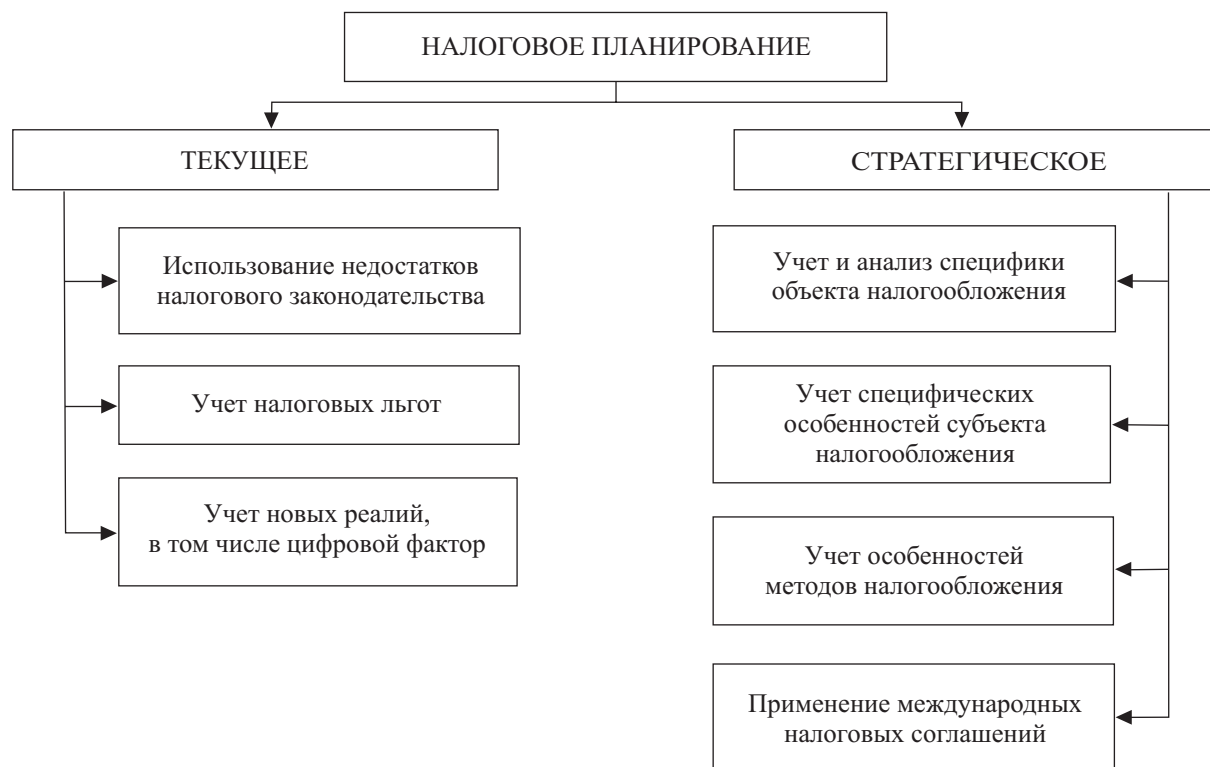 НАЛОГОВОЕ ПЛАНИРОВАНИЕ
ТЕКУЩЕЕ
Использование недостатков
налогового законодательства
Учет налоговых льгот
Учет новых реалий,
в том числе цифровой фактор
СТРАТЕГИЧЕСКОЕ
Учет и анализ специфики
объекта налогообложения
Учет специфических
особенностей субъекта
налогообложения
Учет особенностей
методов налогообложения
Применение международных
налоговых соглашений